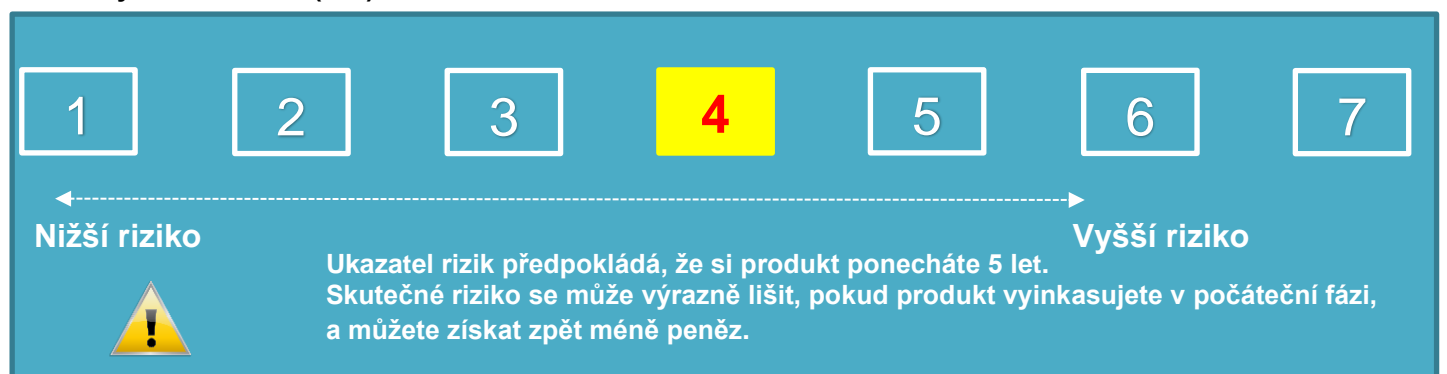 1 2 3 4 5 6 7
Nižší riziko Vyšší riziko
Ukazatel rizik předpokládá, že si produkt ponecháte 5 let.
Skutečné riziko se může výrazně lišit, pokud produkt vyinkasujete v počáteční fázi,
a můžete získat zpět méně peněz.